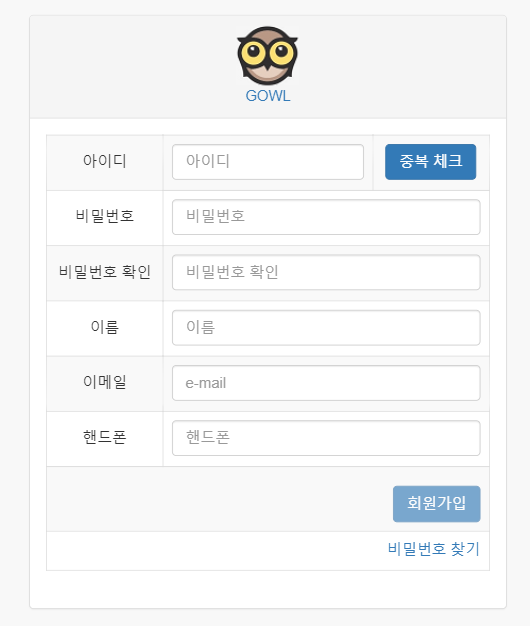 GOWL
아이디 아이디 중복 체크
비밀번호 비밀번호
비밀번호 확인 비밀번호 확인
이름 이름
이메일 e-mail
핸드폰 핸드폰
회원가입
비밀번호 찾기